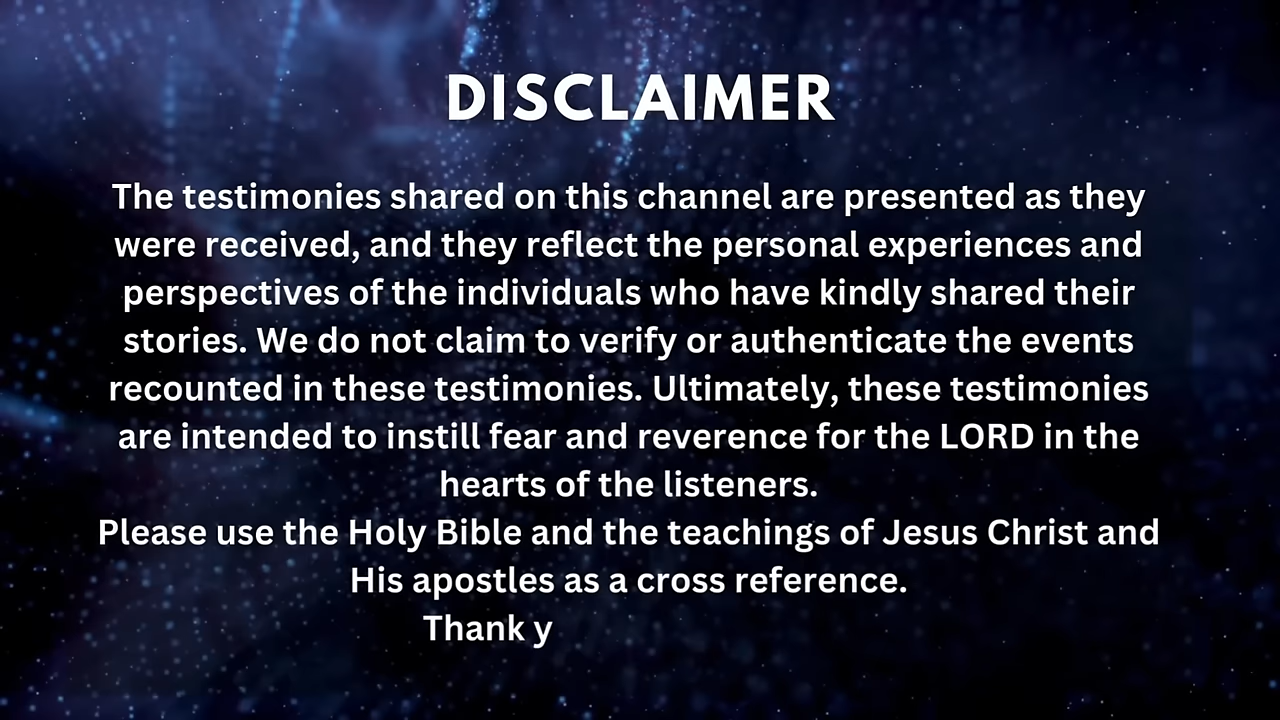 DISCLAIMER
The testimonies shared on this channel are presented as they
were received, and they reflect the personal experiences and
perspectives of the individuals who have kindly shared their
stories. We do not claim to verify or authenticate the events
recounted in these testimonies. Ultimately, these testimonies
are intended to instill fear and reverence for the LORD in the
hearts of the listeners.
Please use the Holy Bible and the teachings of Jesus Christ and
His apostles as a cross reference.
Thank y